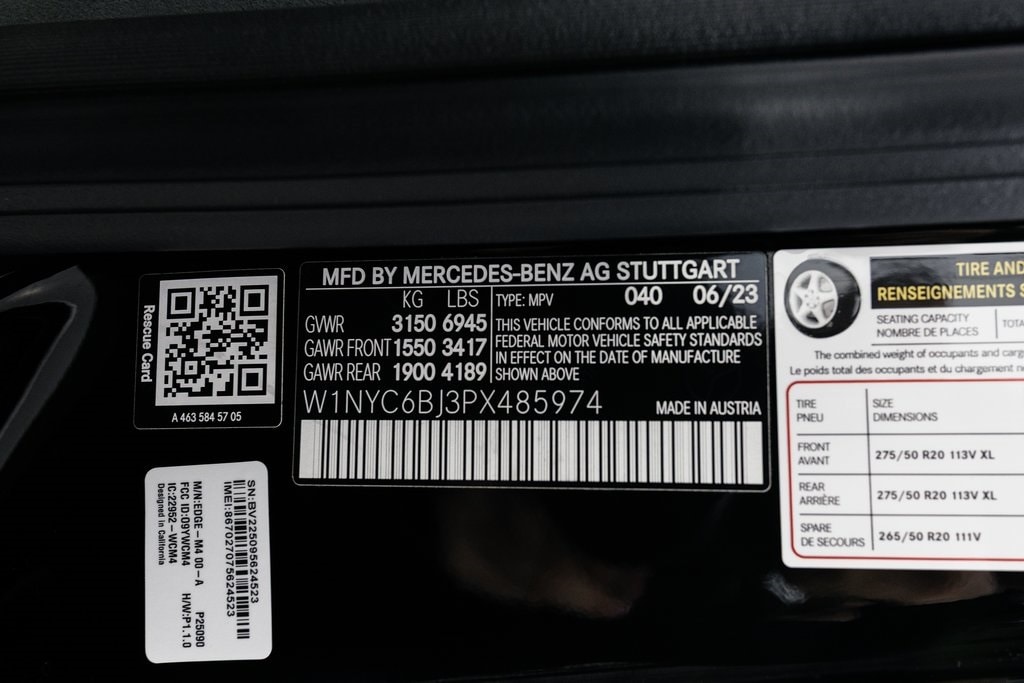 Rescue Card
A 463 584 57 05
MFD BY MERCEDES-BENZ AG STUTTGART
KG LBS
GVWR 3150 6945
GAWR FRONT 1550 3417
GAWR REAR 1900 4189
TYPE: MPV 040 06/23
THIS VEHICLE CONFORMS TO ALL APPLICABLE
FEDERAL MOTOR VEHICLE SAFETY STANDARDS
IN EFFECT ON THE DATE OF MANUFACTURE
SHOWN ABOVE
W1NYC6BJ3PX485974
MADE IN AUSTRIA
SN:BV225095624523
IMEI:867027075624523
M/N:EDGE-M4 00-A P25090
FCC ID:09YWCM4 H/W:P1.1.0
IC:22952-WCM4
Designed in California
TIRE AND
RENSEIGNEMENTS
SEATING CAPACITY
NOMBRE DE PLACES
The combined weight of occupants and
Le poids total des occupants et du chargement
TIRE SIZE
PNEU DIMENSIONS
FRONT
AVANT
275/50 R20 113V XL
REAR
ARRIÈRE
275/50 R20 113V XL
SPARE
DE SECOURS
265/50 R20 111V